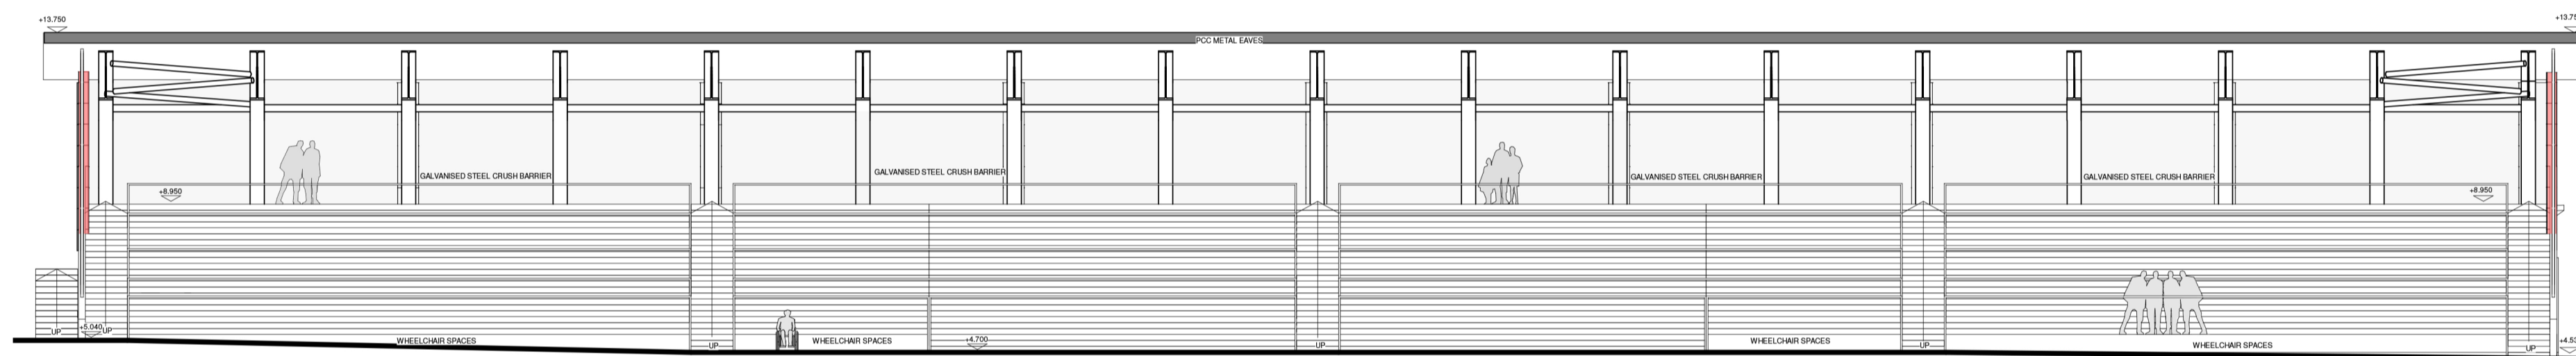 +13.750
PCC METAL EAVES
GALVANISED STEEL CRUSH BARRIER
GALVANISED STEEL CRUSH BARRIER
GALVANISED STEEL CRUSH BARRIER
GALVANISED STEEL CRUSH BARRIER
+8.950
+8.950
UP
+5.040
UP
WHEELCHAIR SPACES
UP
WHEELCHAIR SPACES
+4.700
UP
WHEELCHAIR SPACES
UP
WHEELCHAIR SPACES
UP